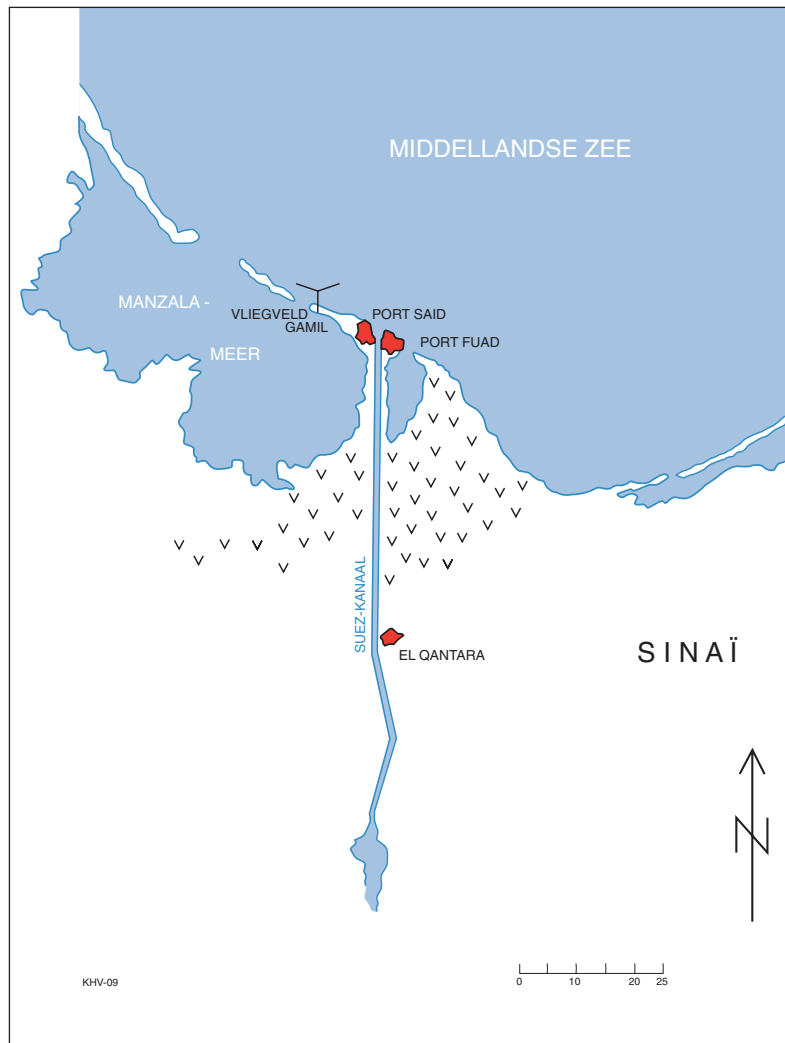 MIDDELLANDSE ZEE
MANZALA -
MEER
VLIEGVELD
GAMIL
PORT SAID
PORT FUAD
SUEZ-KANAAL
EL QANTARA
SINAÏ
N
KHV-09
0 10 20 25